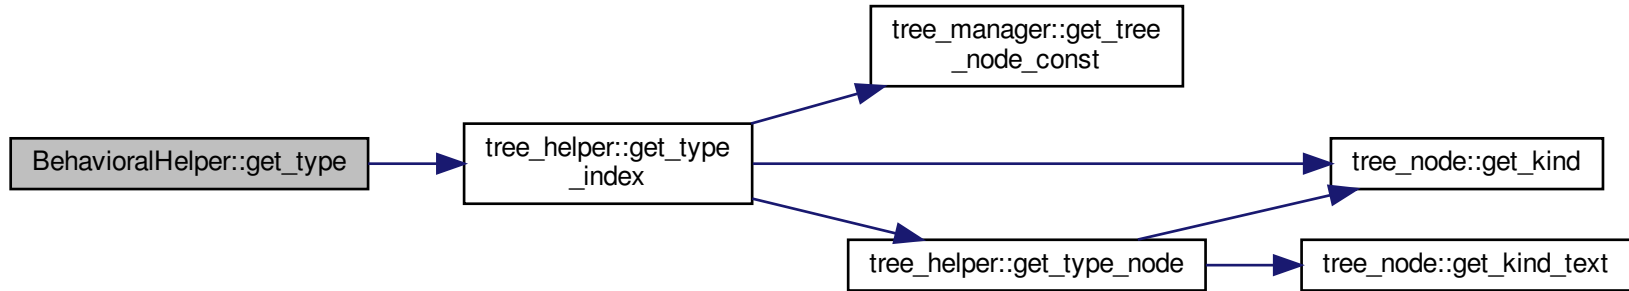 tree_manager::get_tree
_node_const
BehavioralHelper::get_type
tree_helper::get_type
_index
tree_node::get_kind
tree_helper::get_type_node
tree_node::get_kind_text